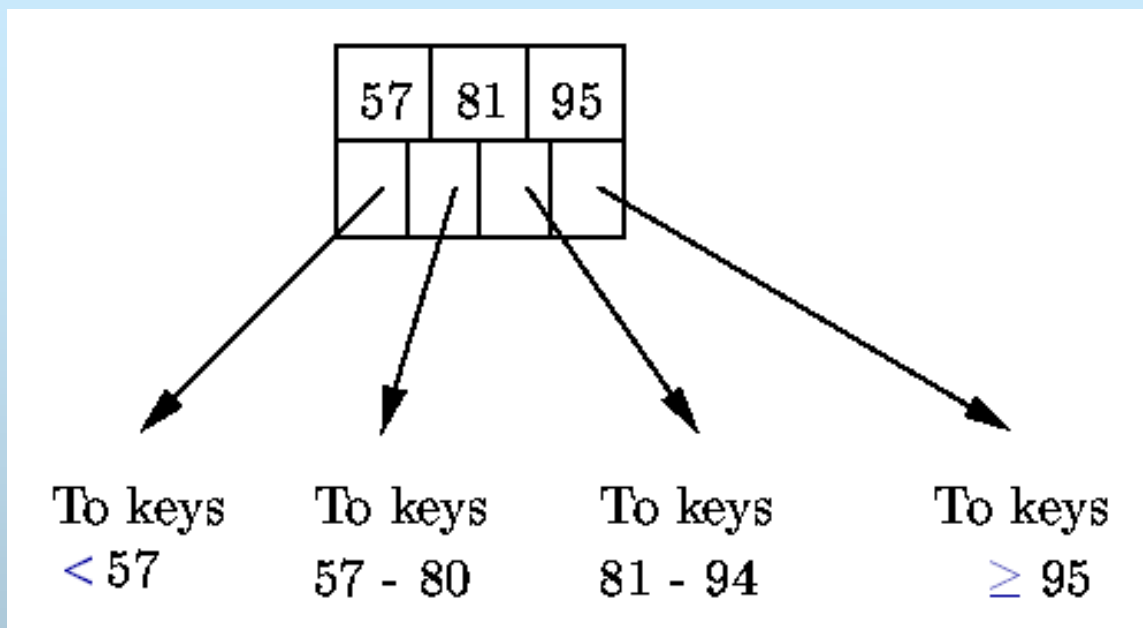 57 81 95
To keys To keys To keys To keys
< 57 57 - 80 81 - 94 ≥ 95